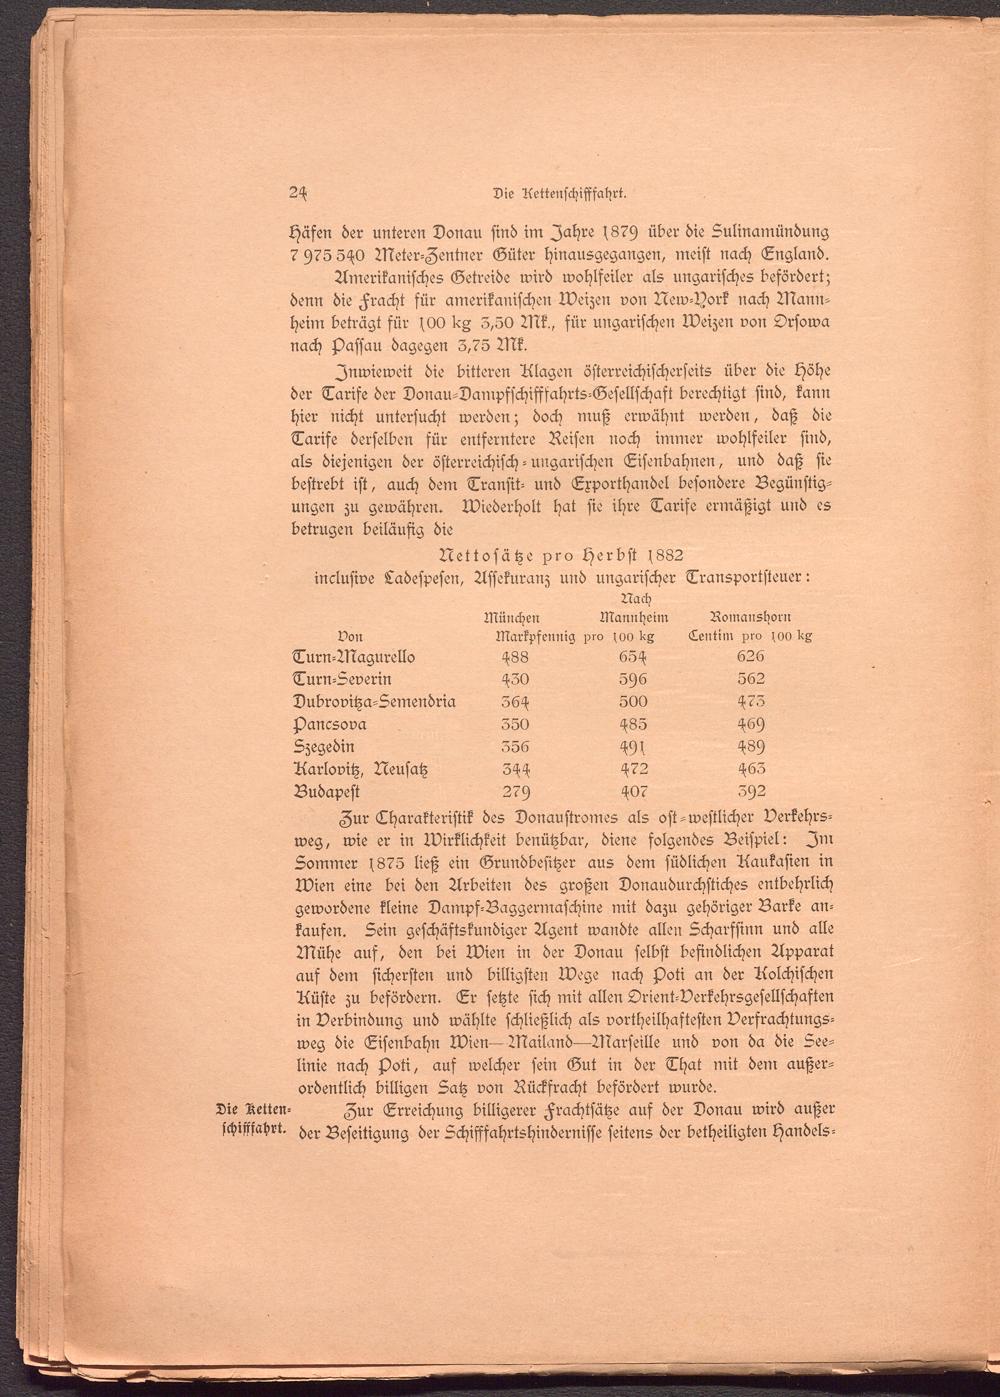 24 Die Kettenschifffahrt.
Häfen der unteren Donau sind im Jahre 1879 über die Sulinamündung
7 975 540 Meter-Zentner Güter hinausgegangen, meist nach England.
Amerikanisches Getreide wird wohlfeiler als ungarisches befördert;
denn die Fracht für amerikanischen Weizen von New-York nach Mann-
heim beträgt für 100 kg 3,50 Mk., für ungarischen Weizen von Orsowa
nach Passau dagegen 3,75 Mk.
Inwieweit die bitteren Klagen österreichischerseits über die Höhe
der Tarife der Donau-Dampfschifffahrts-Gesellschaft berechtigt sind, kann
hier nicht untersucht werden; doch muß erwähnt werden, daß die
Tarife derselben für entferntere Reisen noch immer wohlfeiler sind,
als diejenigen der österreichisch-ungarischen Eisenbahnen, und daß sie
bestrebt ist, auch dem Transit- und Exporthandel besondere Begünstig-
ungen zu gewähren. Wiederholt hat sie ihre Tarife ermäßigt und es
betrugen beiläufig die
Nettosätze pro Herbst 1882
inclusive Ladespesen, Assekuranz und ungarischer Transportsteuer:
Nach
München Mannheim Romanshorn
Von Markpfennig pro 100 kg Centim pro 100 kg
Turn-Magurello 488 654 626
Turn-Severin 430 596 562
Dubrovitza-Semendria 364 500 473
Pancsova 350 485 469
Szegedin 356 491 489
Karlovitz, Neusatz 344 472 463
Budapest 279 407 392
Zur Charakteristik des Donaustromes als ost-westlicher Verkehrs-
weg, wie er in Wirklichkeit benützbar, diene folgendes Beispiel: Im
Sommer 1875 ließ ein Grundbesitzer aus dem südlichen Kaukasien in
Wien eine bei den Arbeiten des großen Donaudurchstiches entbehrlich
gewordene kleine Dampf-Baggermaschine mit dazu gehöriger Barke an-
kaufen. Sein geschäftskundiger Agent wandte allen Scharfsinn und alle
Mühe auf, den bei Wien in der Donau selbst befindlichen Apparat
auf dem sichersten und billigsten Wege nach Poti an der Kolchischen
Küste zu befördern. Er setzte sich mit allen Orient-Verkehrsgesellschaften
in Verbindung und wählte schließlich als vortheilhaftesten Verfrachtungs-
weg die Eisenbahn Wien—Mailand—Marseille und von da die See-
linie nach Poti, auf welcher sein Gut in der That mit dem außer-
ordentlich billigen Satz von Rückfracht befördert wurde.
Die Ketten- Zur Erreichung billigerer Frachtsätze auf der Donau wird außer
schifffahrt. der Beseitigung der Schifffahrtshindernisse seitens der betheiligten Handels-